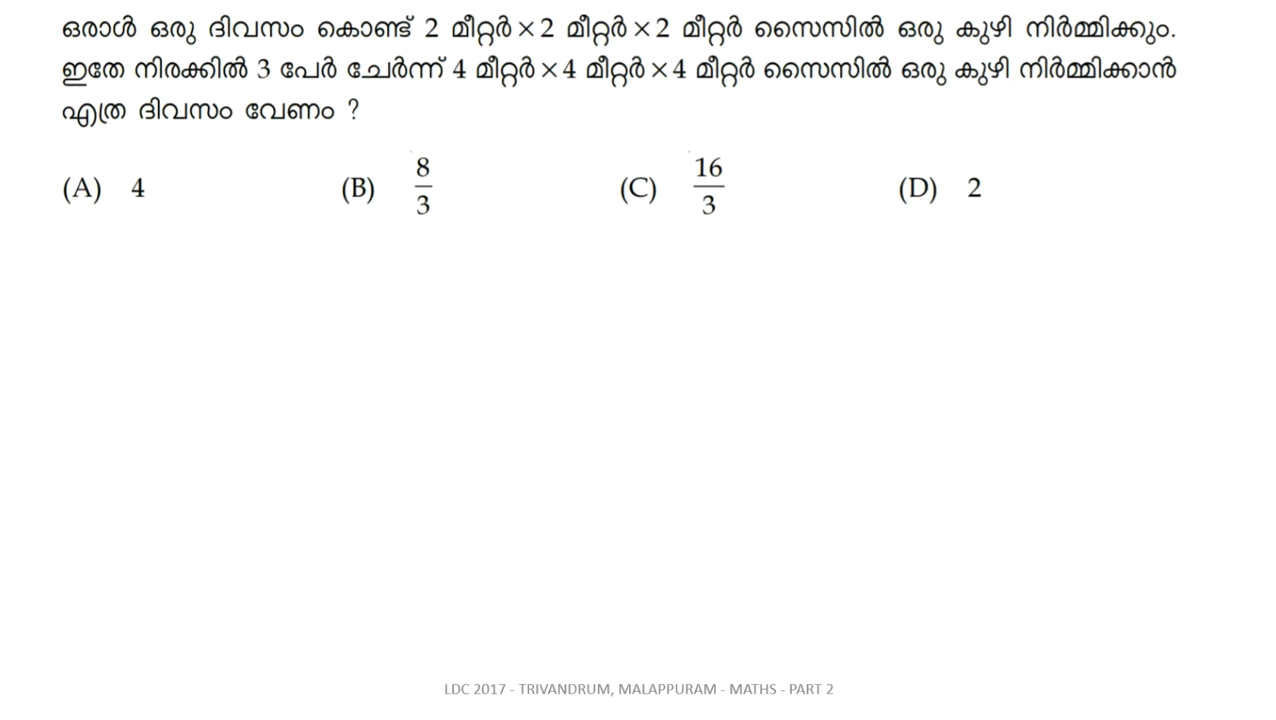 ഒരാൾ ഒരു ദിവസം കൊണ്ട് 2 മീറ്റർ × 2 മീറ്റർ × 2 മീറ്റർ സൈസിൽ ഒരു കുഴി നിർമ്മിക്കും.
ഇതേ നിരക്കിൽ 3 പേർ ചേർന്ന് 4 മീറ്റർ × 4 മീറ്റർ × 4 മീറ്റർ സൈസിൽ ഒരു കുഴി നിർമ്മിക്കാൻ
എത്ര ദിവസം വേണം ?
(A) 4 (B) 8/3 (C) 16/3 (D) 2
LDC 2017 - TRIVANDRUM, MALAPPURAM - MATHS - PART 2